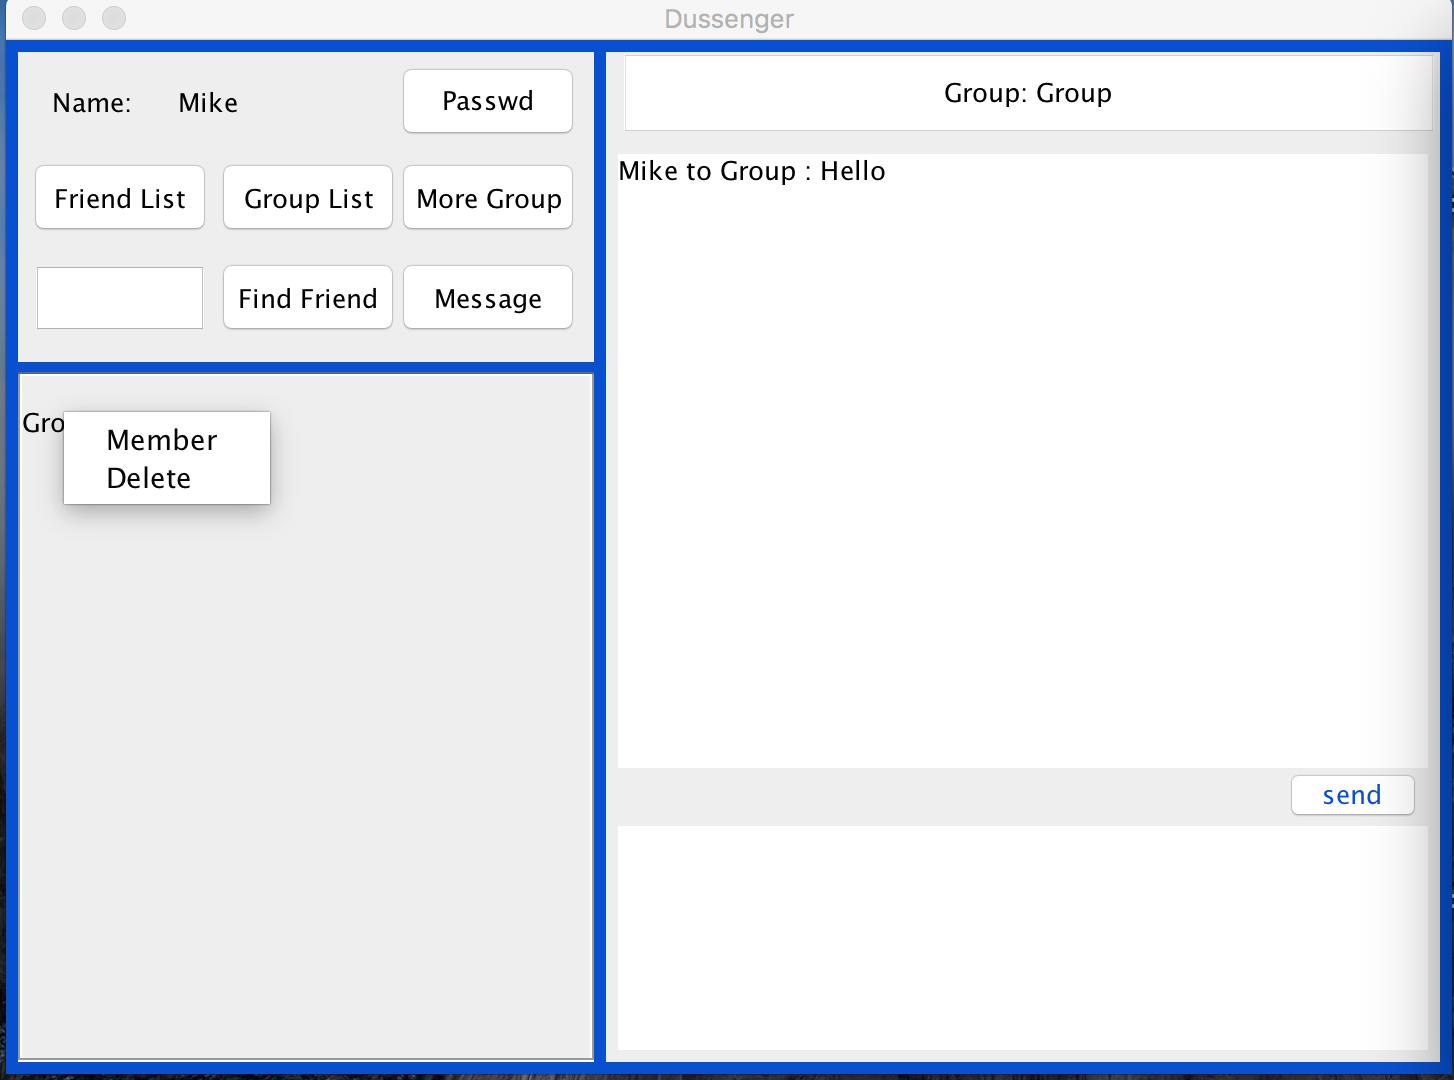 Dussenger
Name: Mike
Passwd
Friend List
Group List
More Group
Find Friend
Message
Gro
Member
Delete
Group: Group
Mike to Group : Hello
send